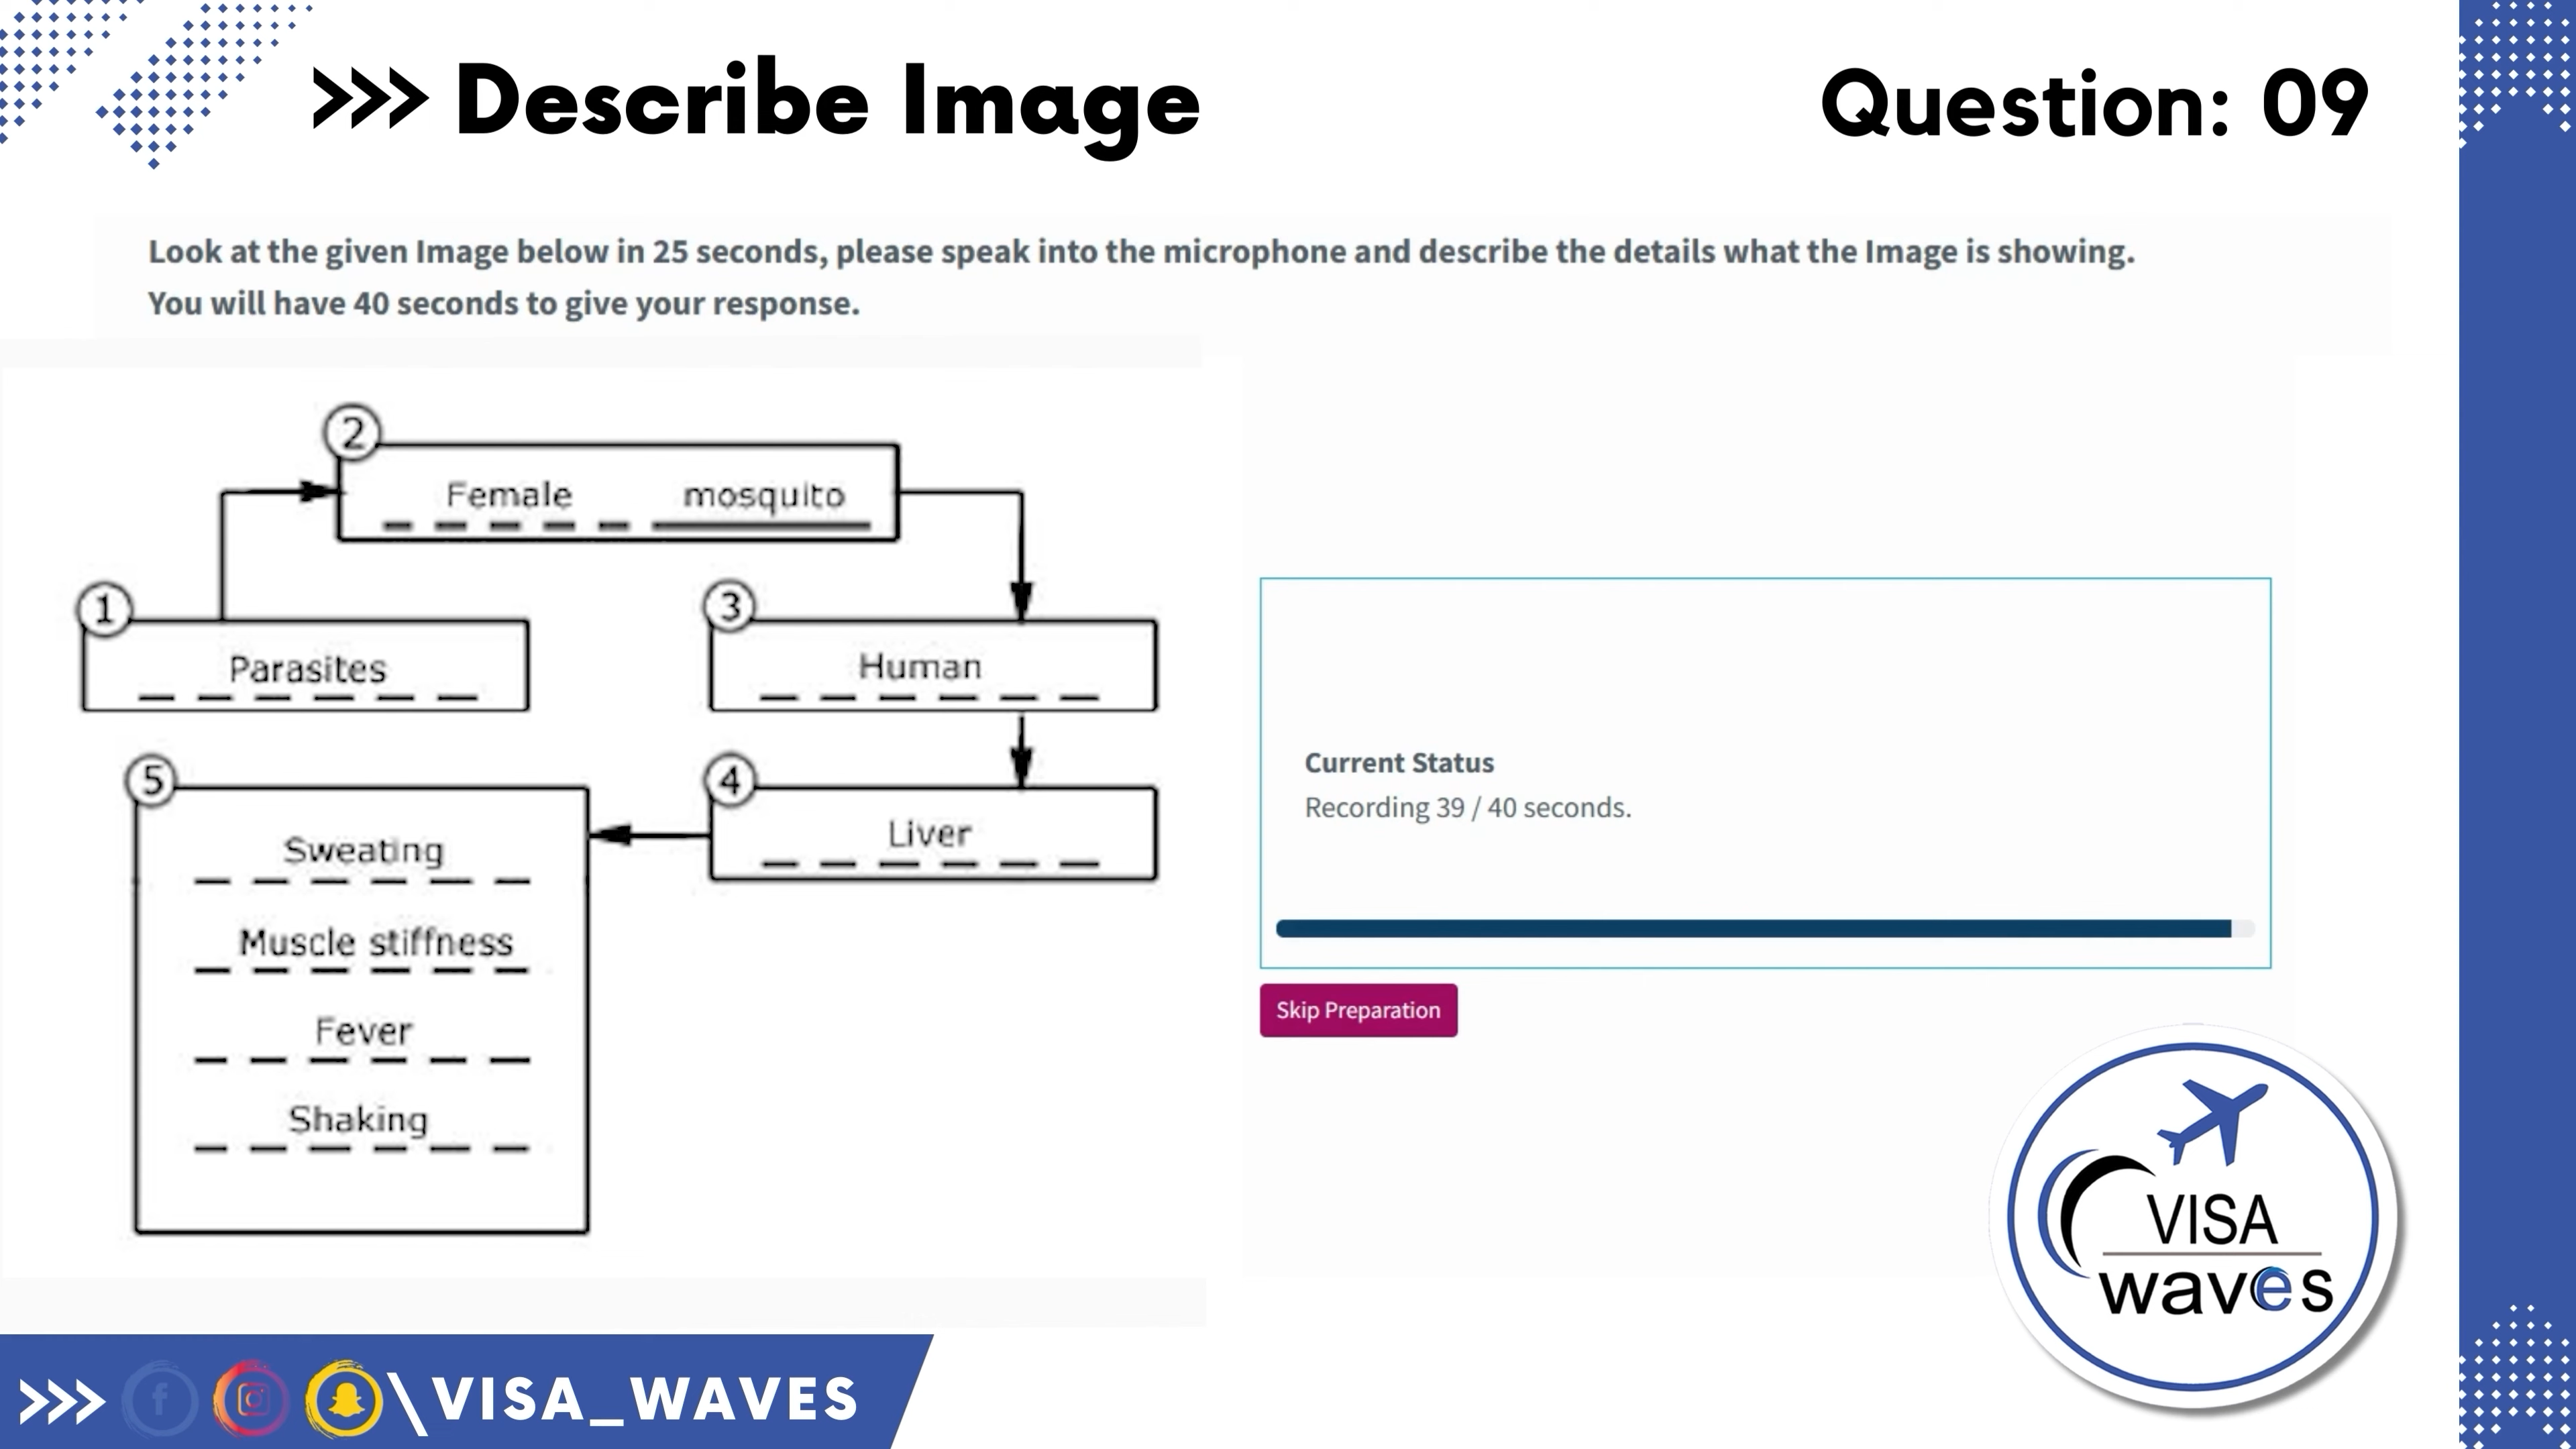 >>> Describe Image
Question: 09
Look at the given Image below in 25 seconds, please speak into the microphone and describe the details what the Image is showing.
You will have 40 seconds to give your response.
2
Female mosquito
1
Parasites
3
Human
5
Sweating
Muscle stiffness
Fever
Shaking
4
Liver
Current Status
Recording 39 / 40 seconds.
Skip Preparation
VISA
waves
>>> \VISA_WAVES